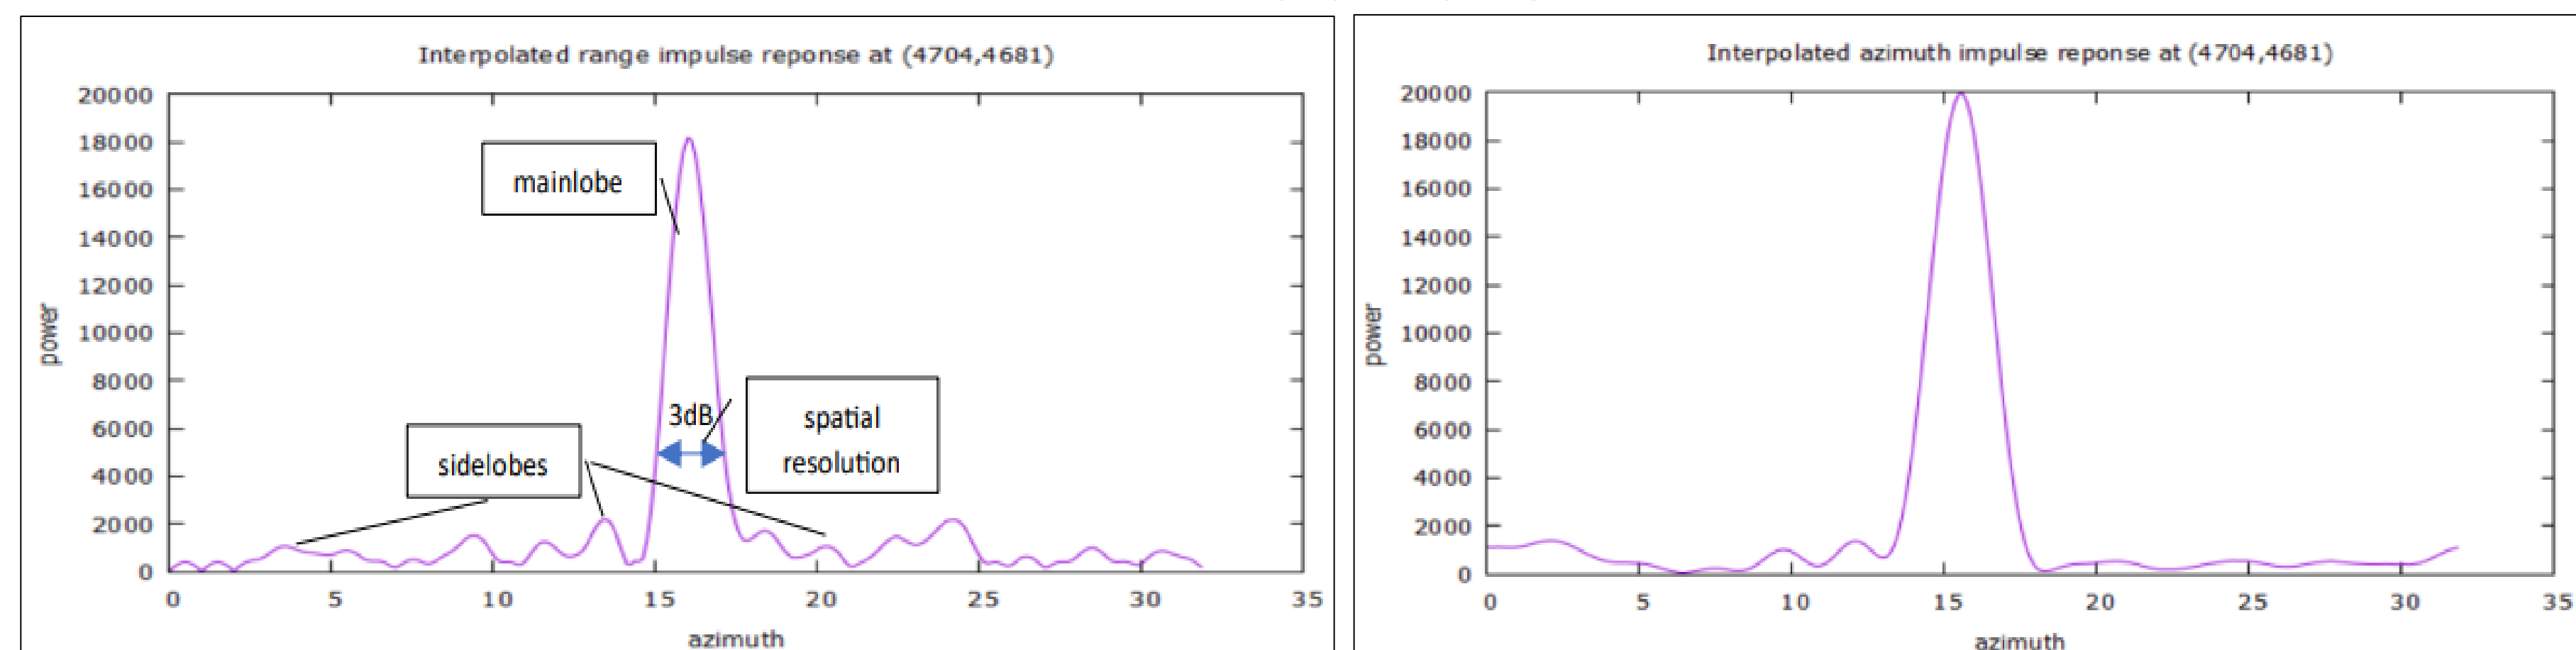 Interpolated range impulse reponse at (4704,4681)
20000
18000
16000
14000
12000
10000
8000
6000
4000
2000
0
power
mainlobe
3dB
spatial
resolution
sidelobes
0 5 10 15 20 25 30 35
azimuth
Interpolated azimuth impulse reponse at (4704,4681)
20000
18000
16000
14000
12000
10000
8000
6000
4000
2000
0
power
0 5 10 15 20 25 30 35
azimuth